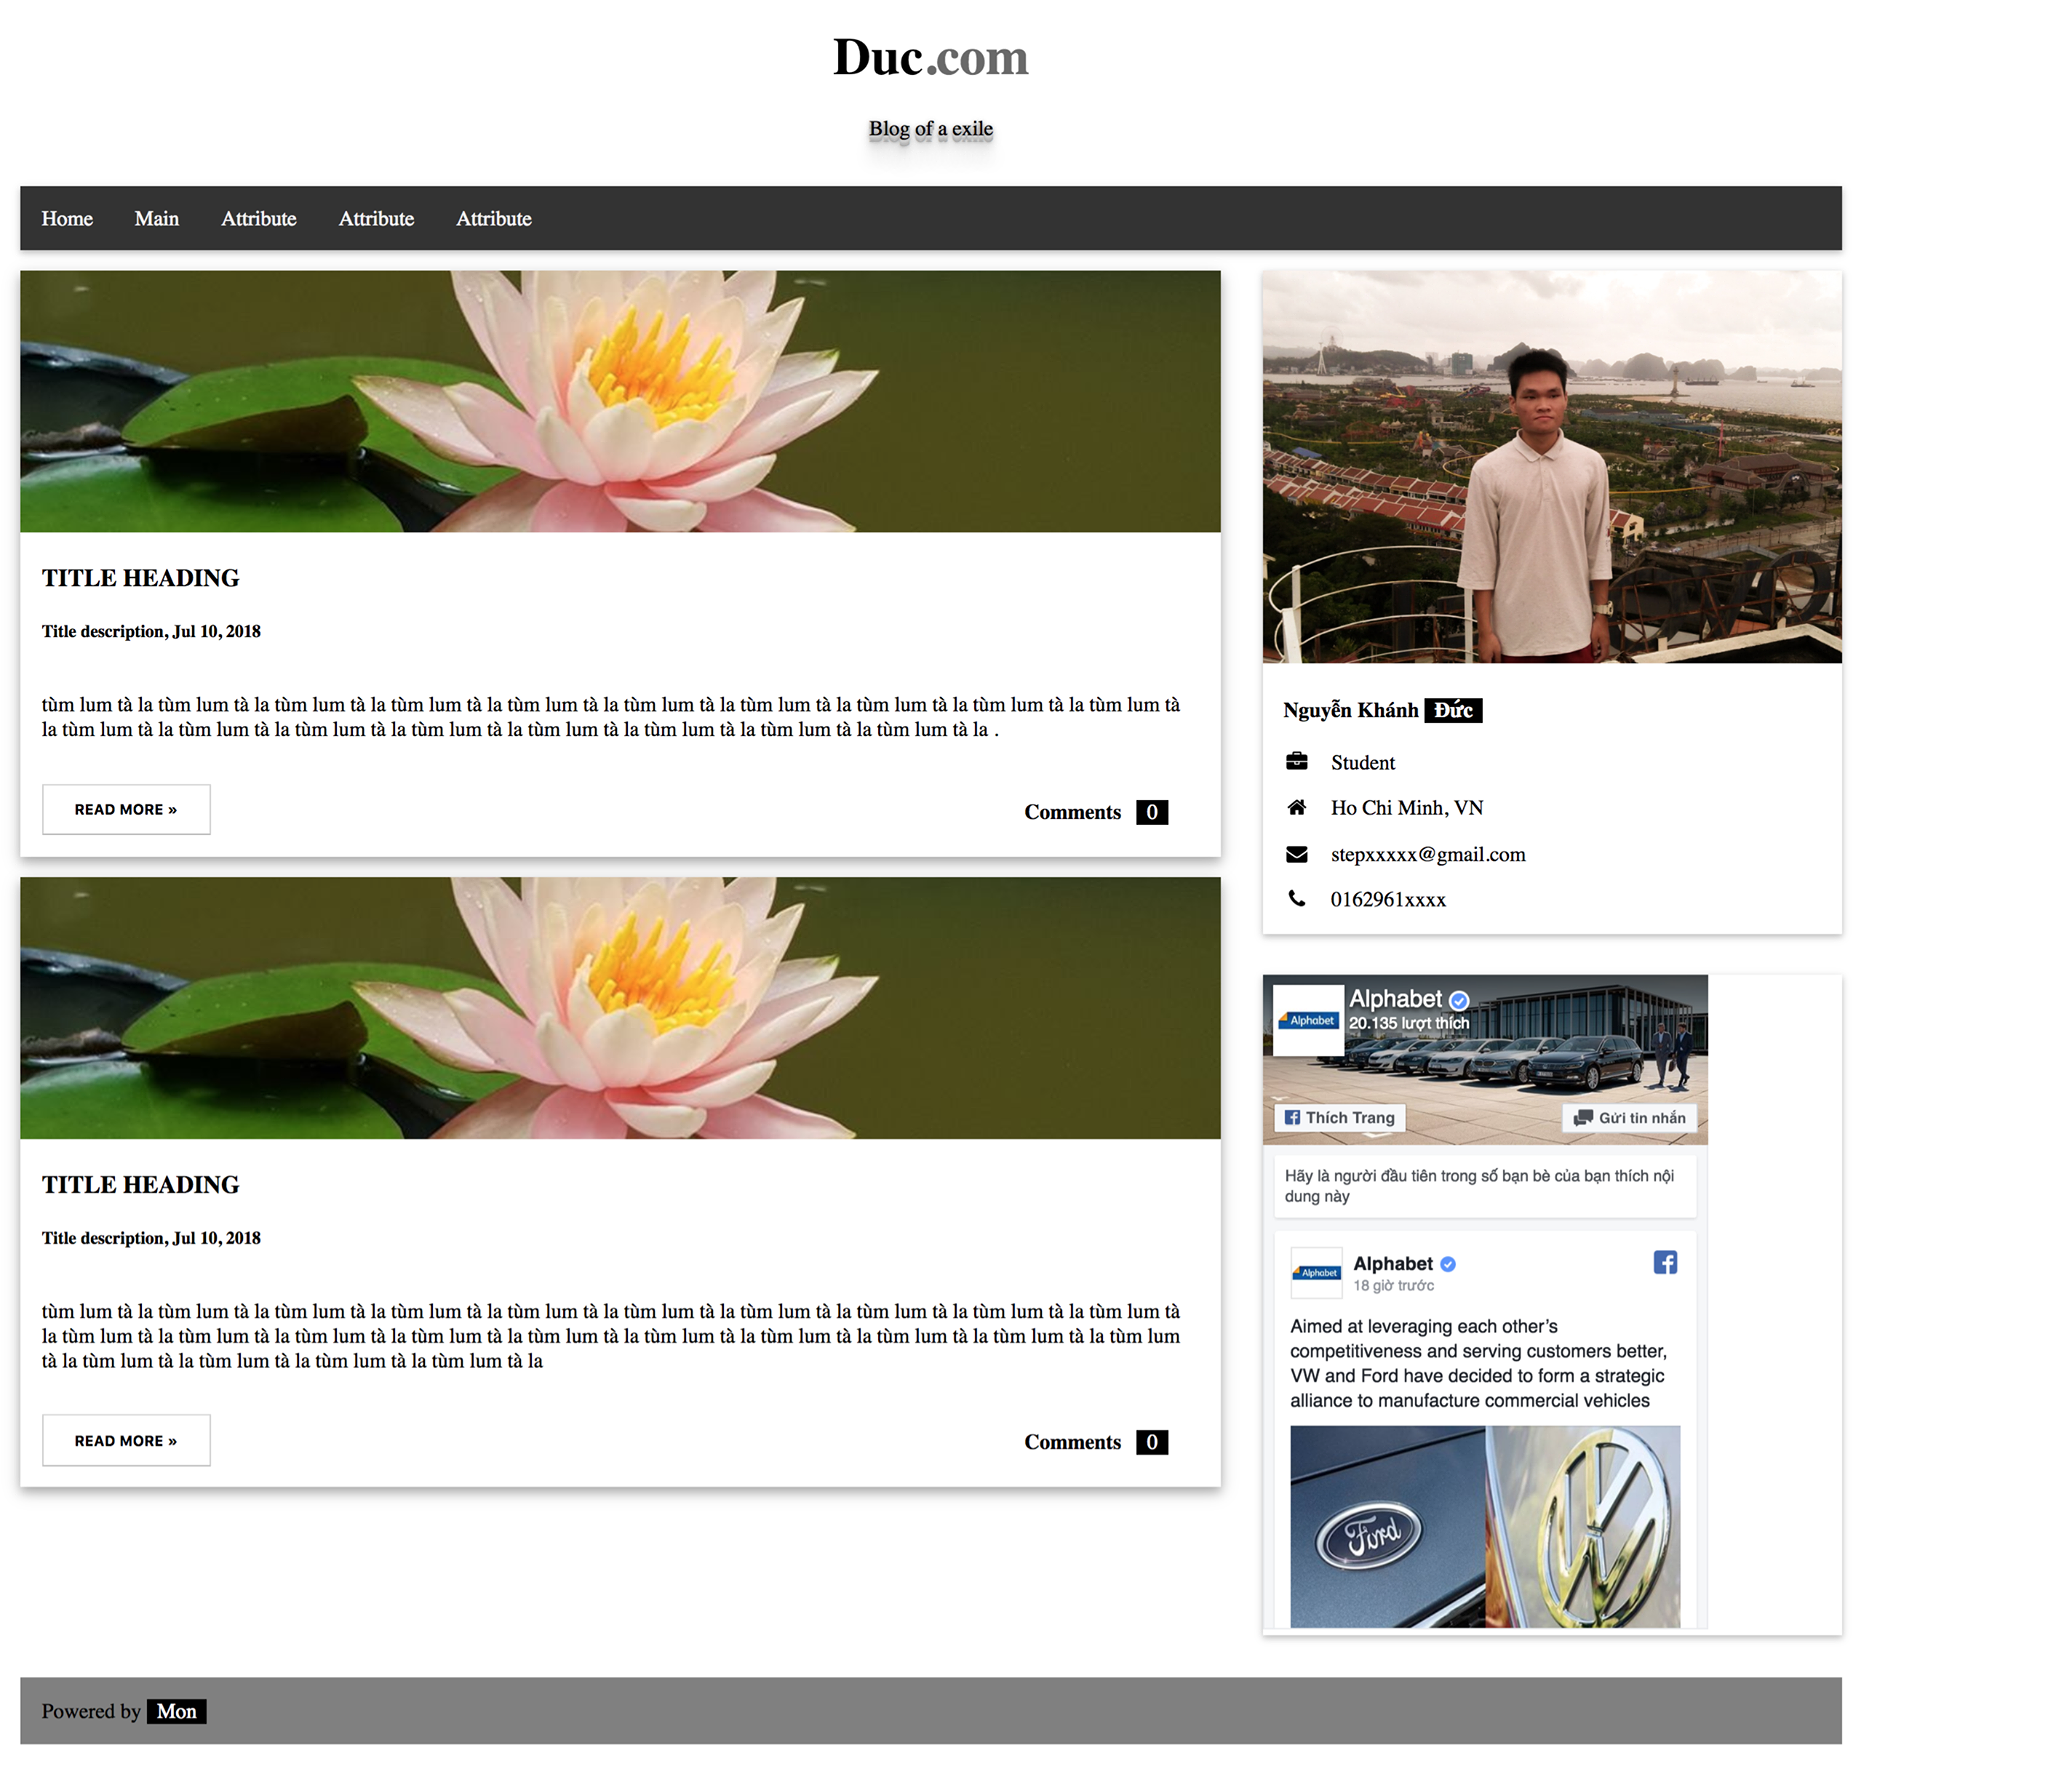 Duc.com
Blog of a exile
Home Main Attribute Attribute Attribute
TITLE HEADING
Title description, Jul 10, 2018
tùm lum tà la tùm lum tà la tùm lum tà la tùm lum tà la tùm lum tà la tùm lum tà la tùm lum tà la tùm lum tà la tùm lum tà la tùm lum tà
la tùm lum tà la tùm lum tà la tùm lum tà la tùm lum tà la tùm lum tà la tùm lum tà la tùm lum tà la tùm lum tà la .
READ MORE »
Comments 0
TITLE HEADING
Title description, Jul 10, 2018
tùm lum tà la tùm lum tà la tùm lum tà la tùm lum tà la tùm lum tà la tùm lum tà la tùm lum tà la tùm lum tà la tùm lum tà la tùm lum tà
la tùm lum tà la tùm lum tà la tùm lum tà la tùm lum tà la tùm lum tà la tùm lum tà la tùm lum tà la tùm lum tà la tùm lum tà la tùm lum
tà la tùm lum tà la tùm lum tà la tùm lum tà la tùm lum tà la
READ MORE »
Comments 0
Nguyễn Khánh Đức
Student
Ho Chi Minh, VN
stepxxxxx@gmail.com
0162961xxxx
Alphabet
Alphabet
20.135 lượt thích
Thích Trang
Gửi tin nhắn
Hãy là người đầu tiên trong số bạn bè của bạn thích nội
dung này
Alphabet
Alphabet
18 giờ trước
Aimed at leveraging each other’s
competitiveness and serving customers better,
VW and Ford have decided to form a strategic
alliance to manufacture commercial vehicles
Ford
Powered by Mon